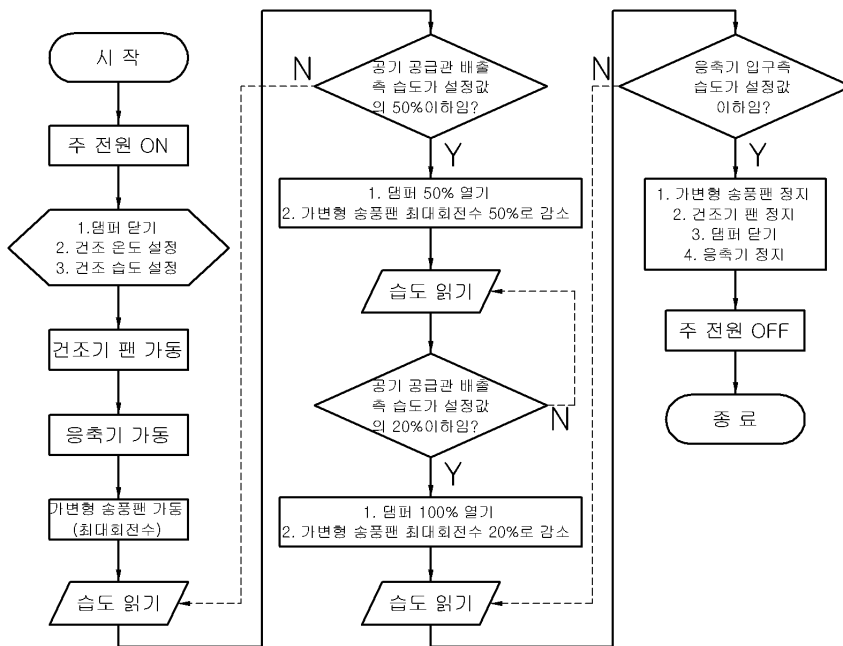 시 작
주 전원 ON
1.댐퍼 닫기
2. 건조 온도 설정
3. 건조 습도 설정
건조기 팬 가동
응축기 가동
가변형 송풍팬 가동
(최대회전수)
습도 읽기
공기 공급관 배출
측 습도가 설정값
의 50%이하임?
N
Y
1. 댐퍼 50% 열기
2. 가변형 송풍팬 최대회전수 50%로 감소
습도 읽기
공기 공급관 배출
측 습도가 설정값
의 20%이하임?
N
Y
1. 댐퍼 100% 열기
2. 가변형 송풍팬 최대회전수 20%로 감소
습도 읽기
응축기 입구측
습도가 설정값
이하임?
N
Y
1. 가변형 송풍팬 정지
2. 건조기 팬 정지
3. 댐퍼 닫기
4. 응축기 정지
주 전원 OFF
종 료